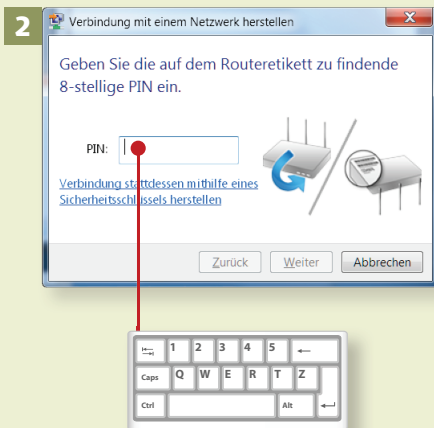 2
Verbindung mit einem Netzwerk herstellen
Geben Sie die auf dem Routeretikett zu findende
8-stellige PIN ein.
PIN:
Verbindung stattdessen mithilfe eines
Sicherheitsschlüssels herstellen
Zurück Weiter Abbrechen
1 2 3 4 5
Caps Q W E R T Z
Ctrl Alt